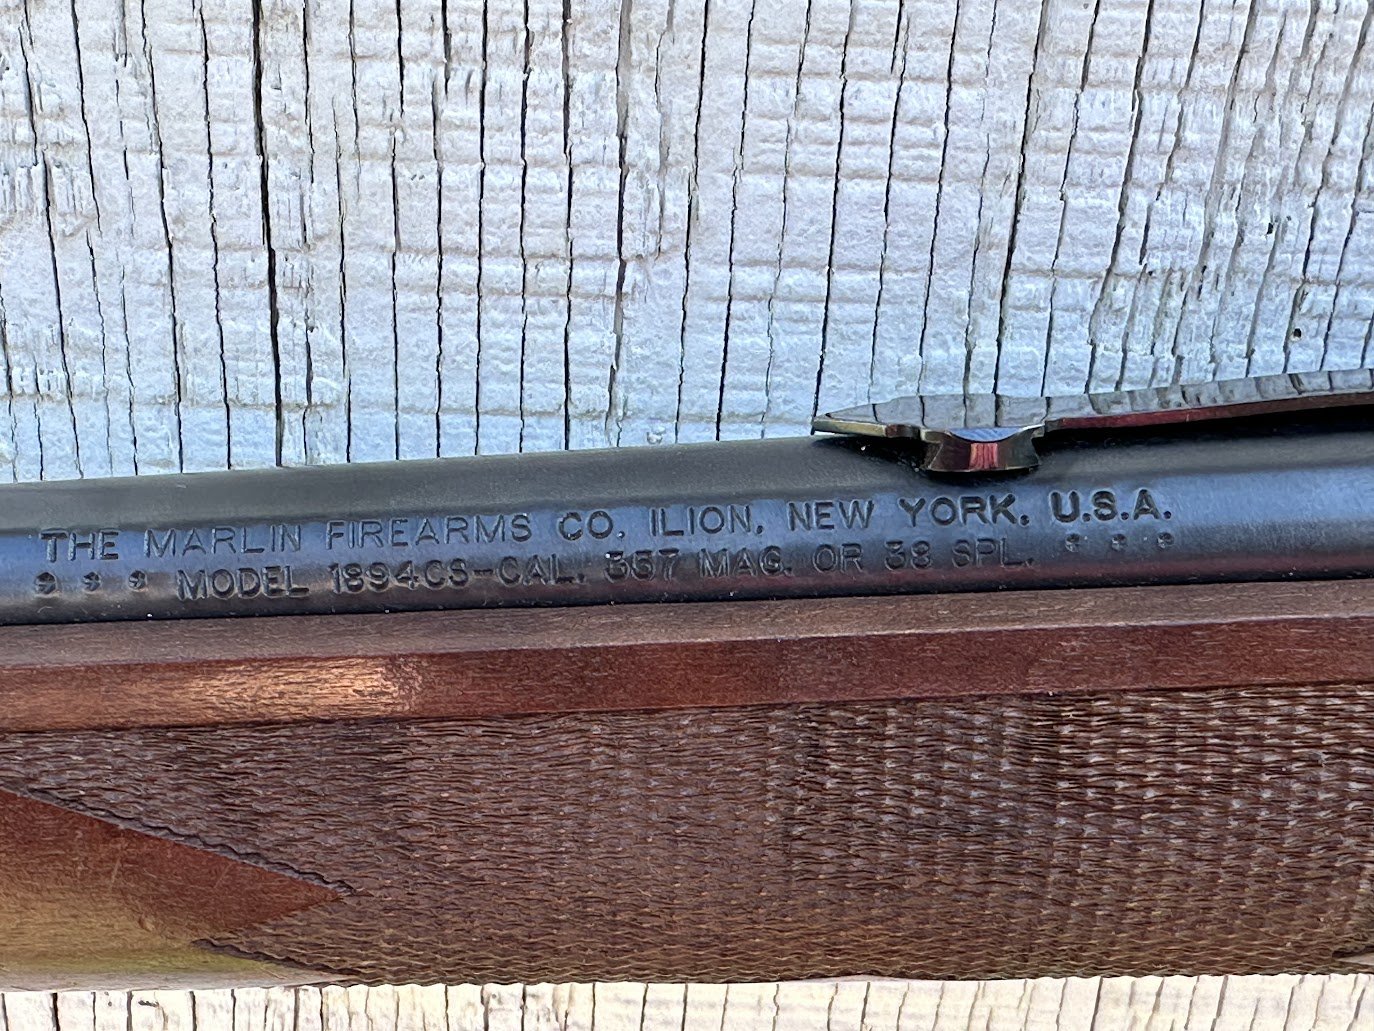 THE MARLIN FIREARMS CO. ILION, NEW YORK. U.S.A.
* * * MODEL 1894CS-CAL. 357 MAG. OR 38 SPL. * * *